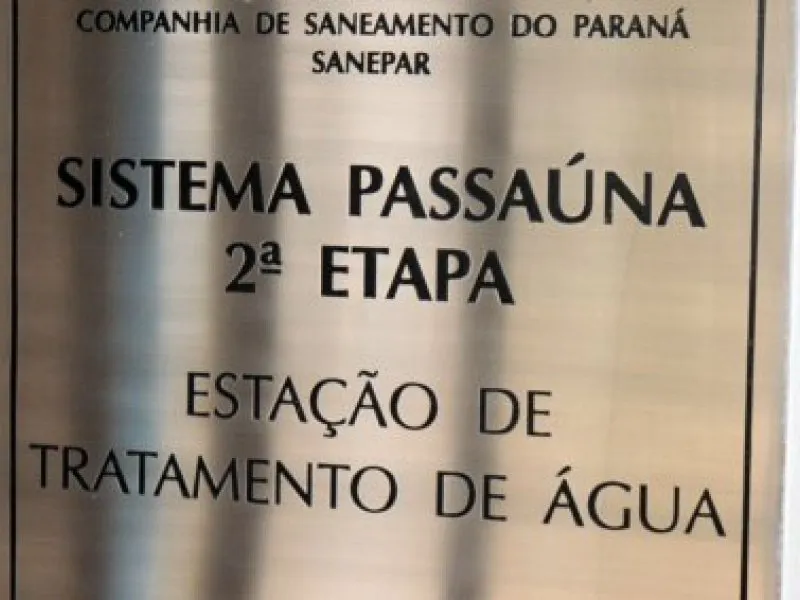 COMPANHIA DE SANEAMENTO DO PARANÁ
SANEPAR
SISTEMA PASSAÚNA
2ª ETAPA
ESTAÇÃO DE
TRATAMENTO DE ÁGUA